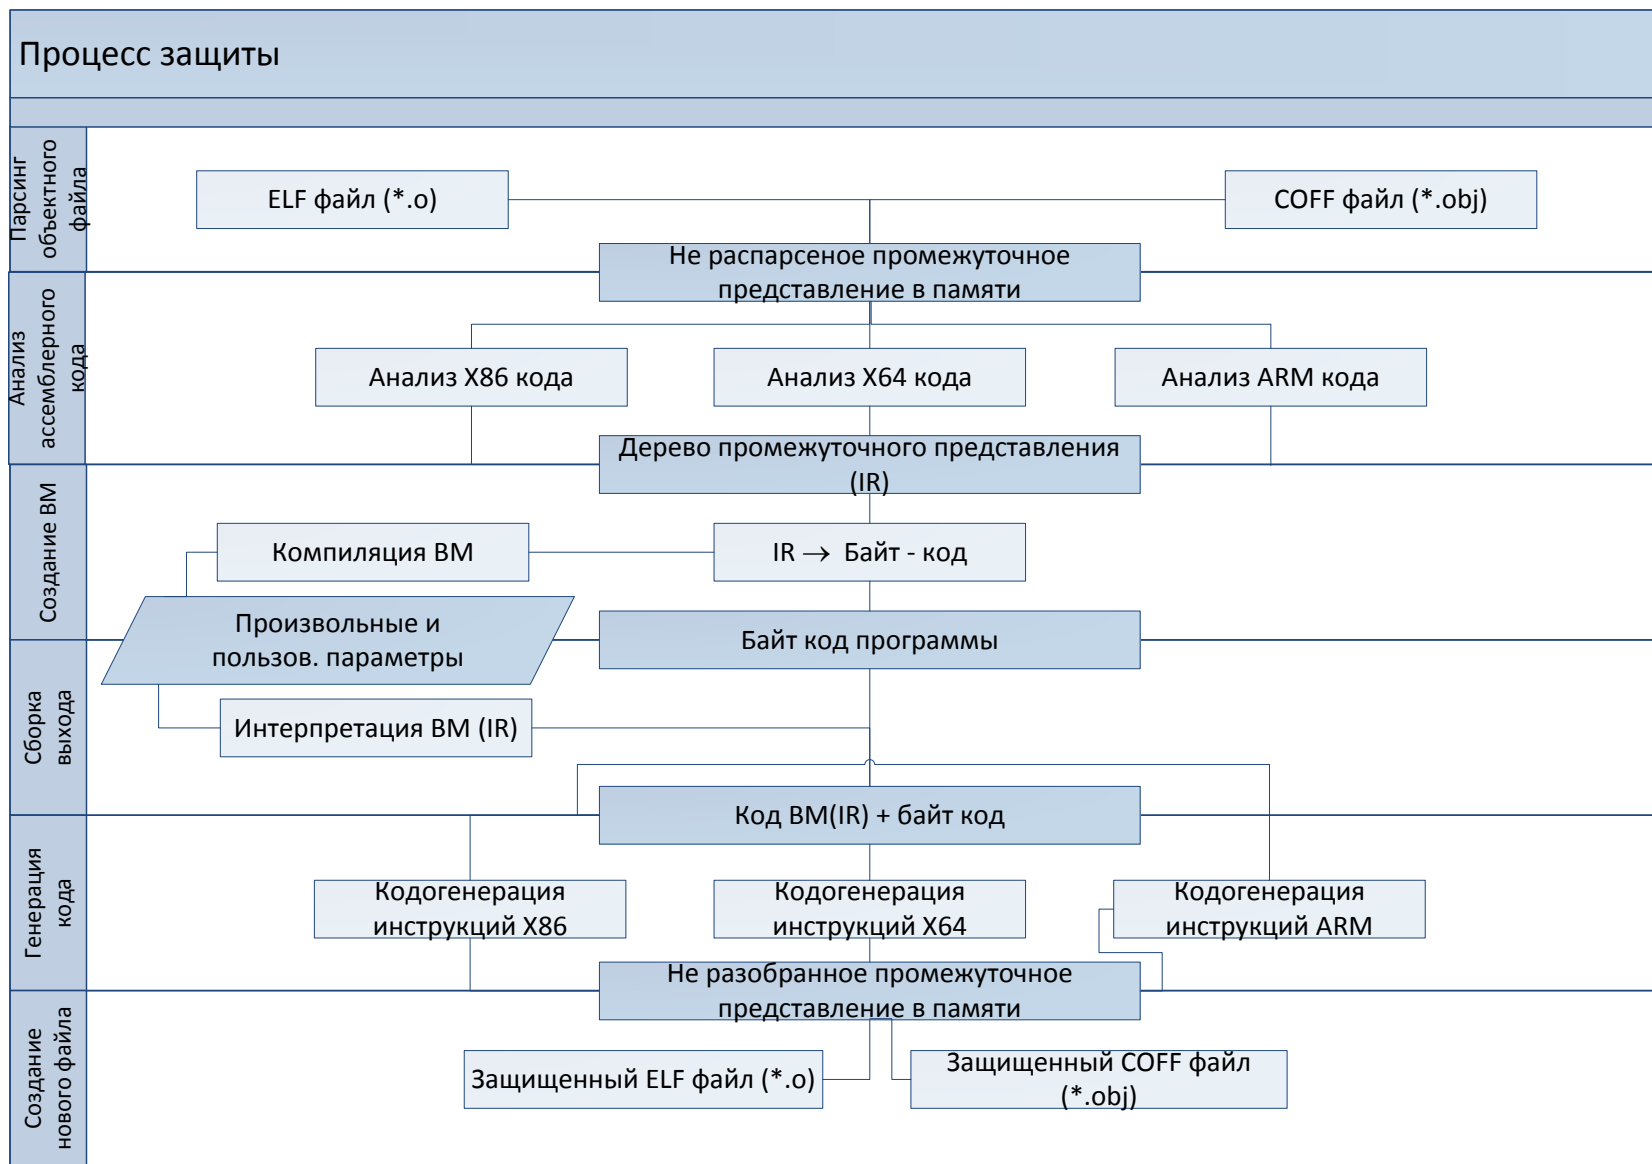 Процесс защиты
Парсинг
объектного
файла
ELF файл (*.o)
COFF файл (*.obj)
Не распарсеное промежуточное
представление в памяти
Анализ
ассемблерного
кода
Анализ X86 кода
Анализ X64 кода
Анализ ARM кода
Дерево промежуточного представления
(IR)
Создание ВМ
Компиляция ВМ
IR → Байт - код
Произвольные и
пользов. параметры
Байт код программы
Сборка
выхода
Интерпретация ВМ (IR)
Код ВМ(IR) + байт код
Генерация
кода
Кодогенерация
инструкций X86
Кодогенерация
инструкций X64
Кодогенерация
инструкций ARM
Не разобранное промежуточное
представление в памяти
Создание
нового файла
Защищенный ELF файл (*.o)
Защищенный COFF файл
(*.obj)